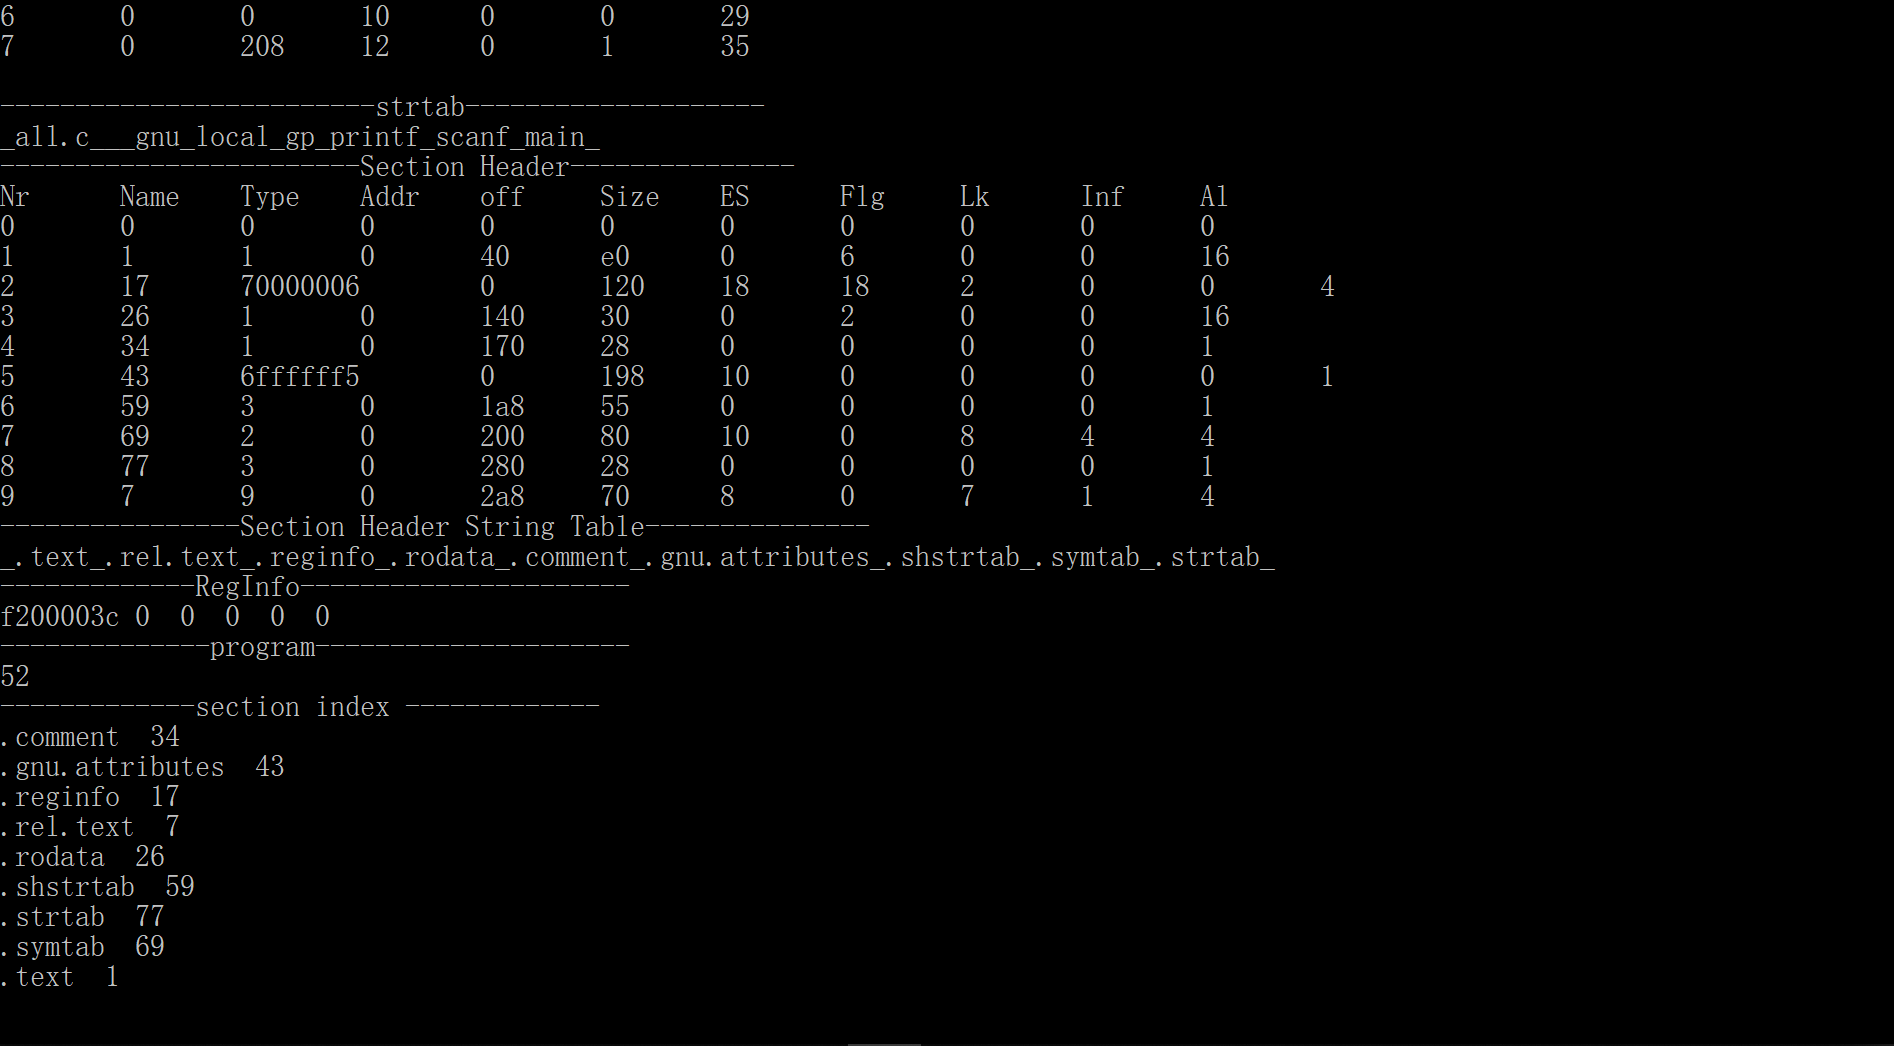 6 0 0 10 0 0 29
7 0 208 12 0 1 35
-------------------------strtab--------------------
_all.c___gnu_local_gp_printf_scanf_main_
------------------------Section Header---------------
Nr Name Type Addr off Size ES Flg Lk Inf Al
0 0 0 0 0 0 0 0 0 0 0
1 1 1 0 40 e0 0 6 0 0 16
2 17 70000006 0 120 18 18 2 0 0 4
3 26 1 0 140 30 0 2 0 0 16
4 34 1 0 170 28 0 0 0 0 1
5 43 6ffffff5 0 198 10 0 0 0 0 1
6 59 3 0 1a8 55 0 0 0 0 1
7 69 2 0 200 80 10 0 8 4 4
8 77 3 0 280 28 0 0 0 0 1
9 7 9 0 2a8 70 8 0 7 1 4
----------------Section Header String Table---------------
_.text_.rel.text_.reginfo_.rodata_.comment_.gnu.attributes_.shstrtab_.symtab_.strtab_
-------------RegInfo----------------------
f200003c 0 0 0 0 0
--------------program---------------------
52
-------------section index -------------
.comment 34
.gnu.attributes 43
.reginfo 17
.rel.text 7
.rodata 26
.shstrtab 59
.strtab 77
.symtab 69
.text 1